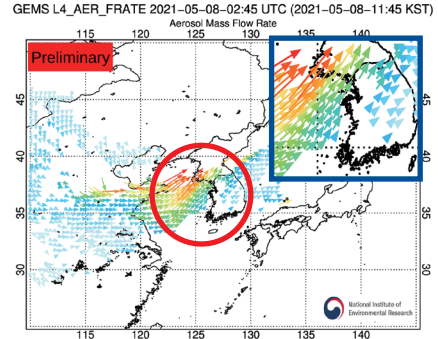 GEMS L4_AER_FRATE 2021-05-08-02:45 UTC (2021-05-08-11:45 KST)
Aerosol Mass Flow Rate
115 120 125 130 135 140
Preliminary
45
45
40
40
35
35
30
30
National Institute of
Environmental Research
115 120 125 130 135 140